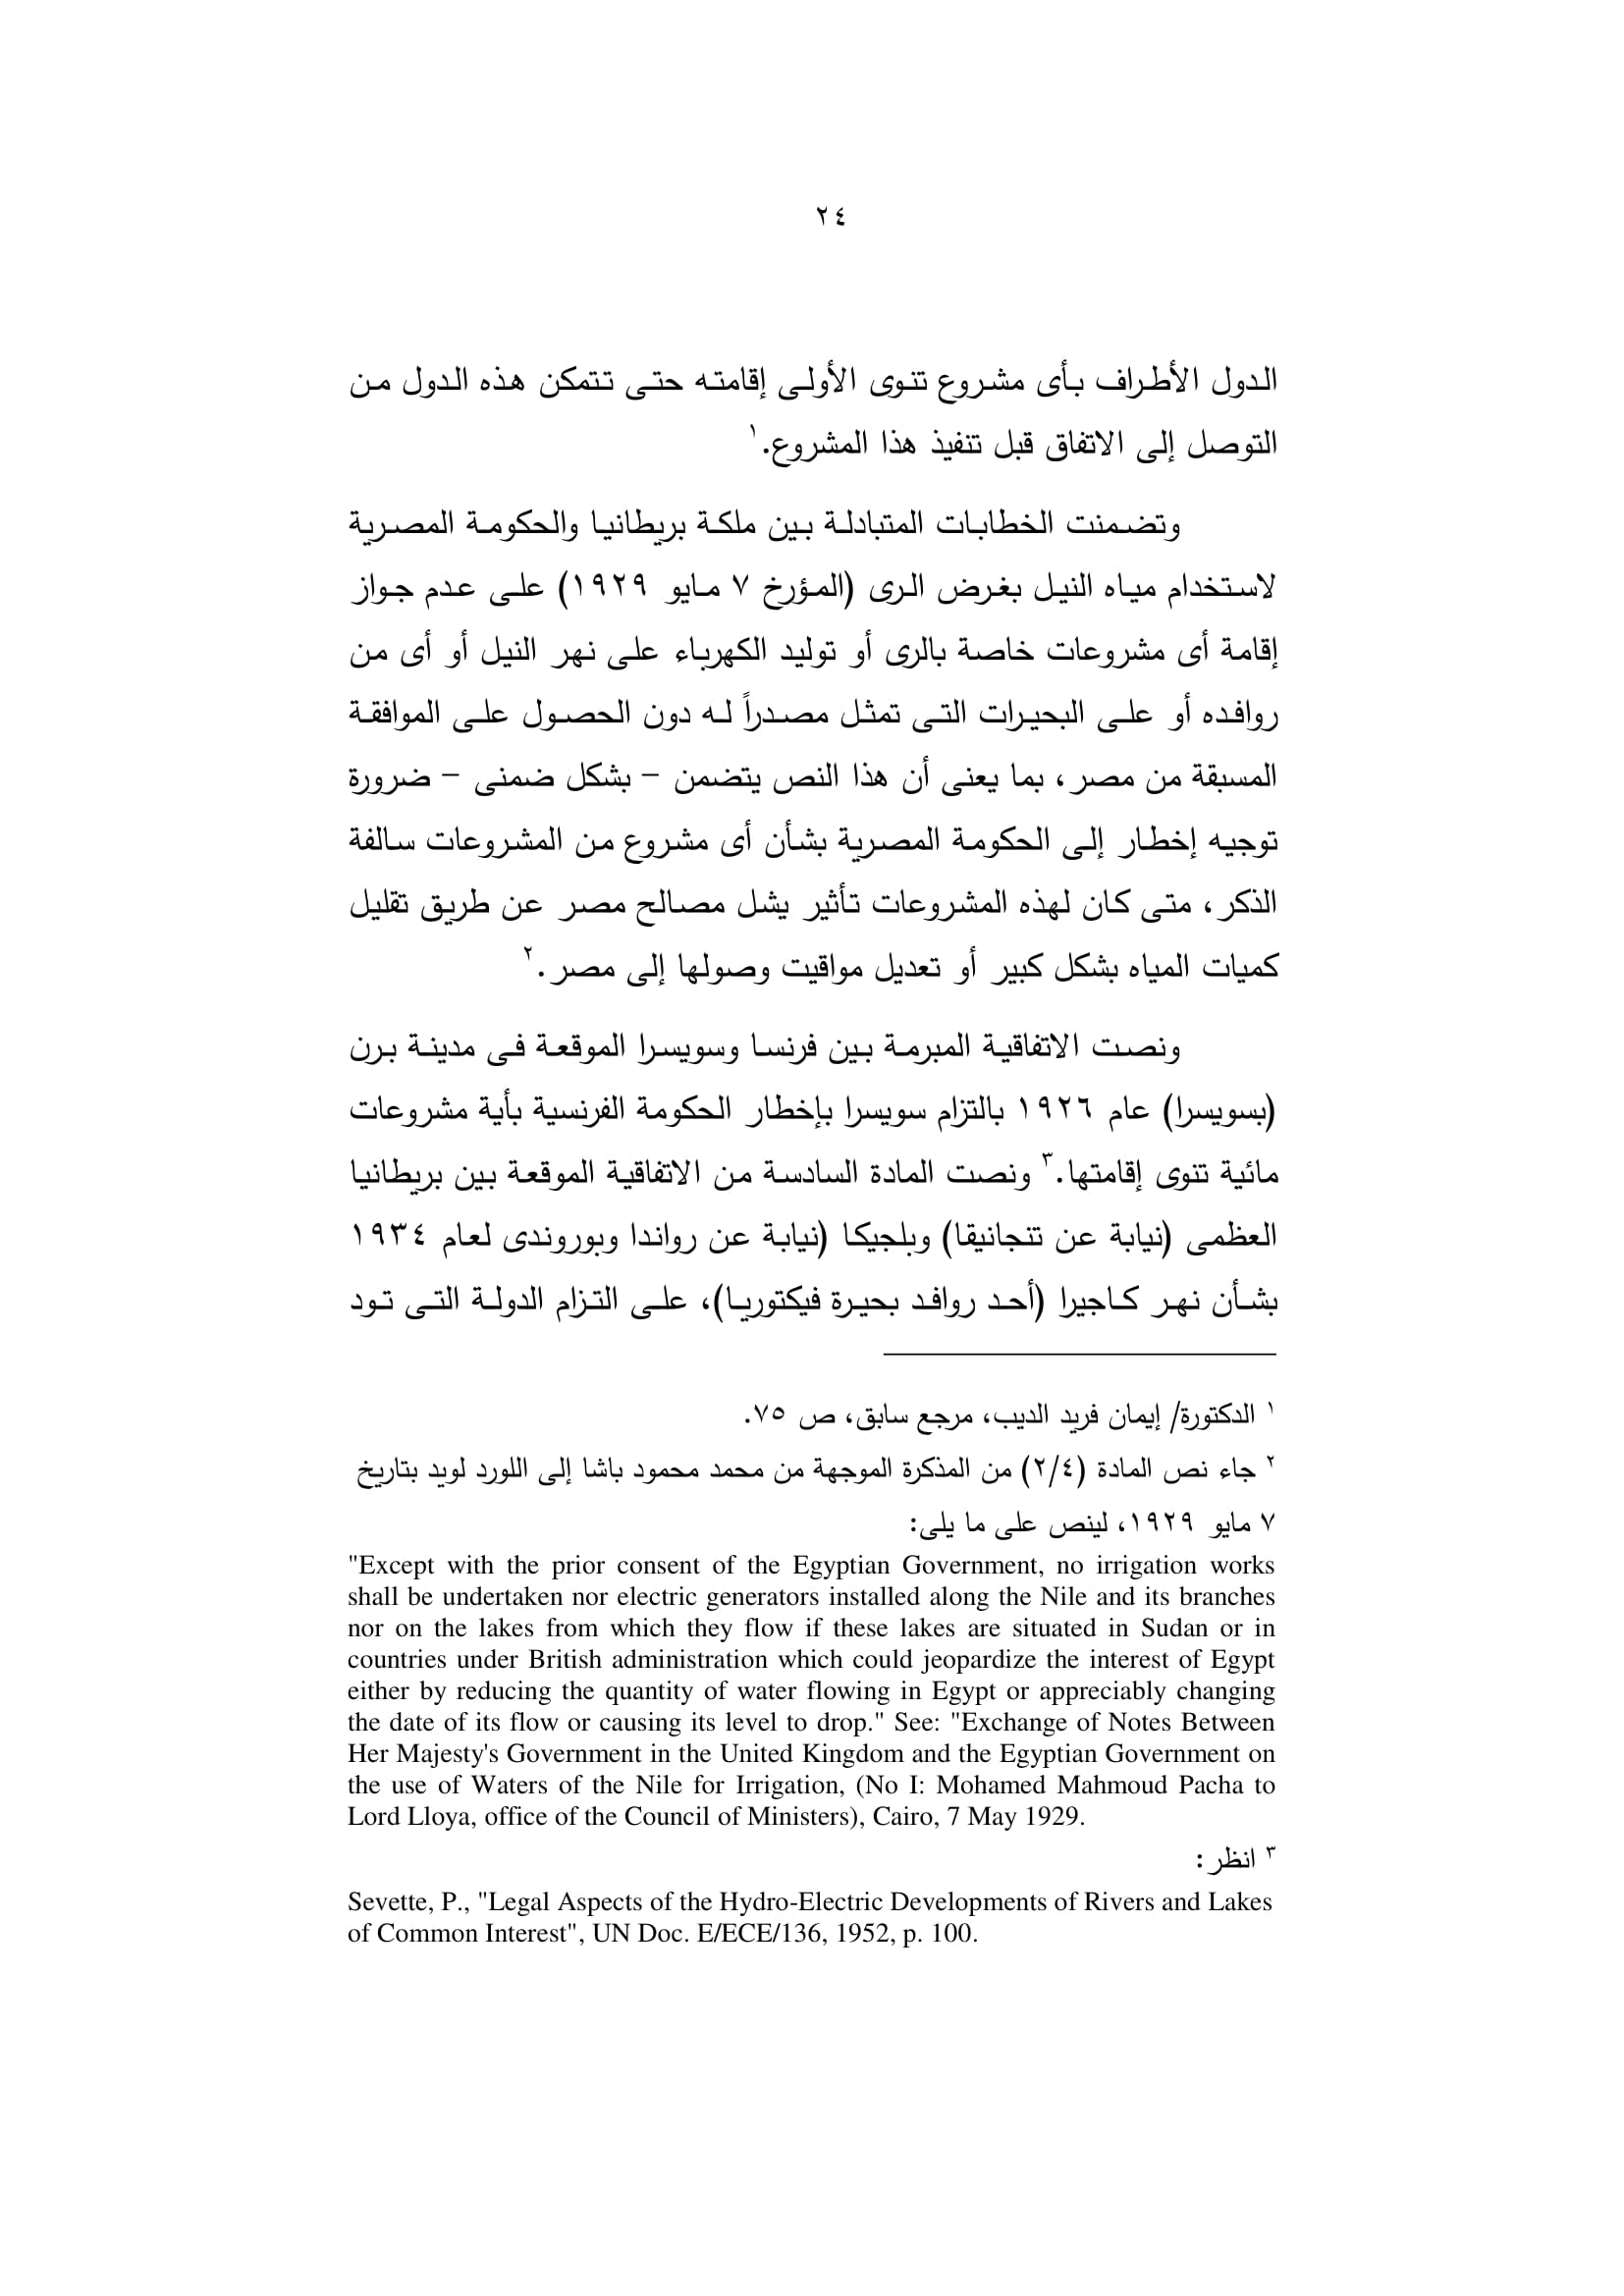 ٢٤
الدول الأطراف بأى مشروع تنوى الأولى إقامته حتى تتمكن هذه الدول من
التوصل إلى الاتفاق قبل تنفيذ هذا المشروع.١
وتضمنت الخطابات المتبادلة بين ملكة بريطانيا والحكومة المصرية
لاستخدام مياه النيل بغرض الرى (المؤرخ ٧ مايو ١٩٢٩) على عدم جواز
إقامة أى مشروعات خاصة بالرى أو توليد الكهرباء على نهر النيل أو أى من
روافده أو على البحيرات التى تمثل مصدراً له دون الحصول على الموافقة
المسبقة من مصر، بما يعنى أن هذا النص يتضمن – بشكل ضمنى – ضرورة
توجيه إخطار إلى الحكومة المصرية بشأن أى مشروع من المشروعات سالفة
الذكر، متى كان لهذه المشروعات تأثير يشل مصالح مصر عن طريق تقليل
كميات المياه بشكل كبير أو تعديل مواقيت وصولها إلى مصر.٢
ونصت الاتفاقية المبرمة بين فرنسا وسويسرا الموقعة فى مدينة برن
(بسويسرا) عام ١٩٢٦ بالتزام سويسرا بإخطار الحكومة الفرنسية بأية مشروعات
مائية تنوى إقامتها.٣ ونصت المادة السادسة من الاتفاقية الموقعة بين بريطانيا
العظمى (نيابة عن تنجانيقا) وبلجيكا (نيابة عن رواندا وبوروندى لعام ١٩٣٤
بشأن نهر كاجيرا (أحد روافد بحيرة فيكتوريا)، على التزام الدولة التى تود
١ الدكتورة/ إيمان فريد الديب، مرجع سابق، ص ٧٥.
٢ جاء نص المادة (٢/٤) من المذكرة الموجهة من محمد محمود باشا إلى اللورد لويد بتاريخ
٧ مايو ١٩٢٩، لينص على ما يلى:
"Except with the prior consent of the Egyptian Government, no irrigation works
shall be undertaken nor electric generators installed along the Nile and its branches
nor on the lakes from which they flow if these lakes are situated in Sudan or in
countries under British administration which could jeopardize the interest of Egypt
either by reducing the quantity of water flowing in Egypt or appreciably changing
the date of its flow or causing its level to drop." See: "Exchange of Notes Between
Her Majesty's Government in the United Kingdom and the Egyptian Government on
the use of Waters of the Nile for Irrigation, (No I: Mohamed Mahmoud Pacha to
Lord Lloya, office of the Council of Ministers), Cairo, 7 May 1929.
٣ انظر:
Sevette, P., "Legal Aspects of the Hydro-Electric Developments of Rivers and Lakes
of Common Interest", UN Doc. E/ECE/136, 1952, p. 100.